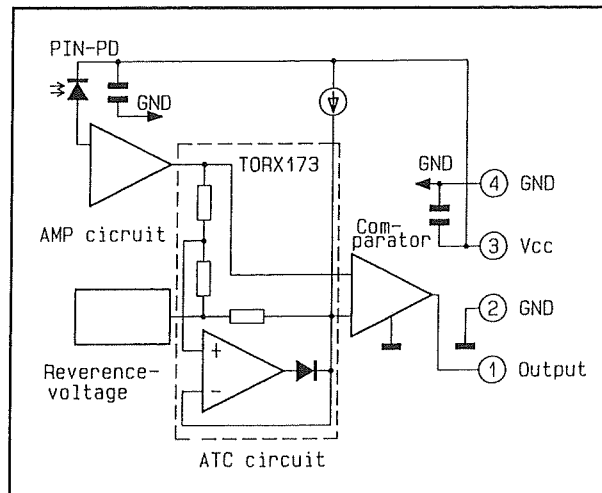 PIN-PD
GND
TORX173
GND
4 GND
AMP cicruit
Com-
parator
3 Vcc
2 GND
+
Reverence-
voltage
-
1 Output
ATC circuit